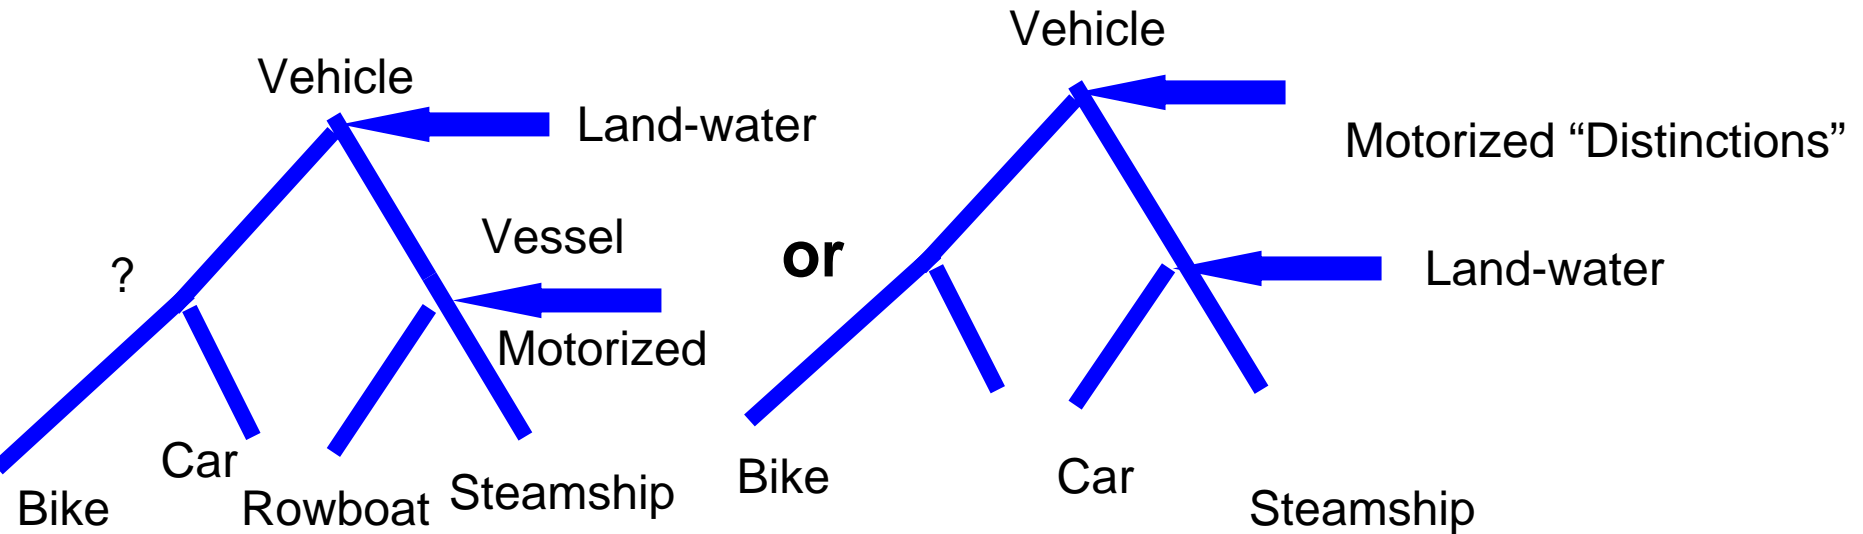 Vehicle
Vehicle
Land-water
Motorized “Distinctions”
Vessel
?
or
Land-water
Motorized
Car
Bike
Car
Bike
Rowboat
Steamship
Steamship